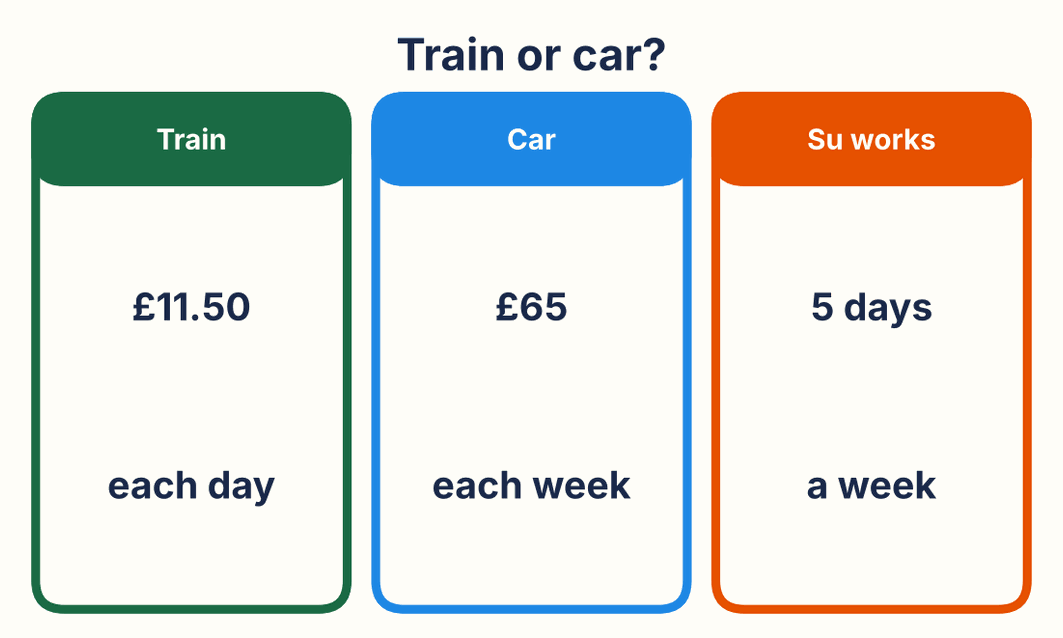 Train or car?
Train
£11.50
each day
Car
£65
each week
Su works
5 days
a week